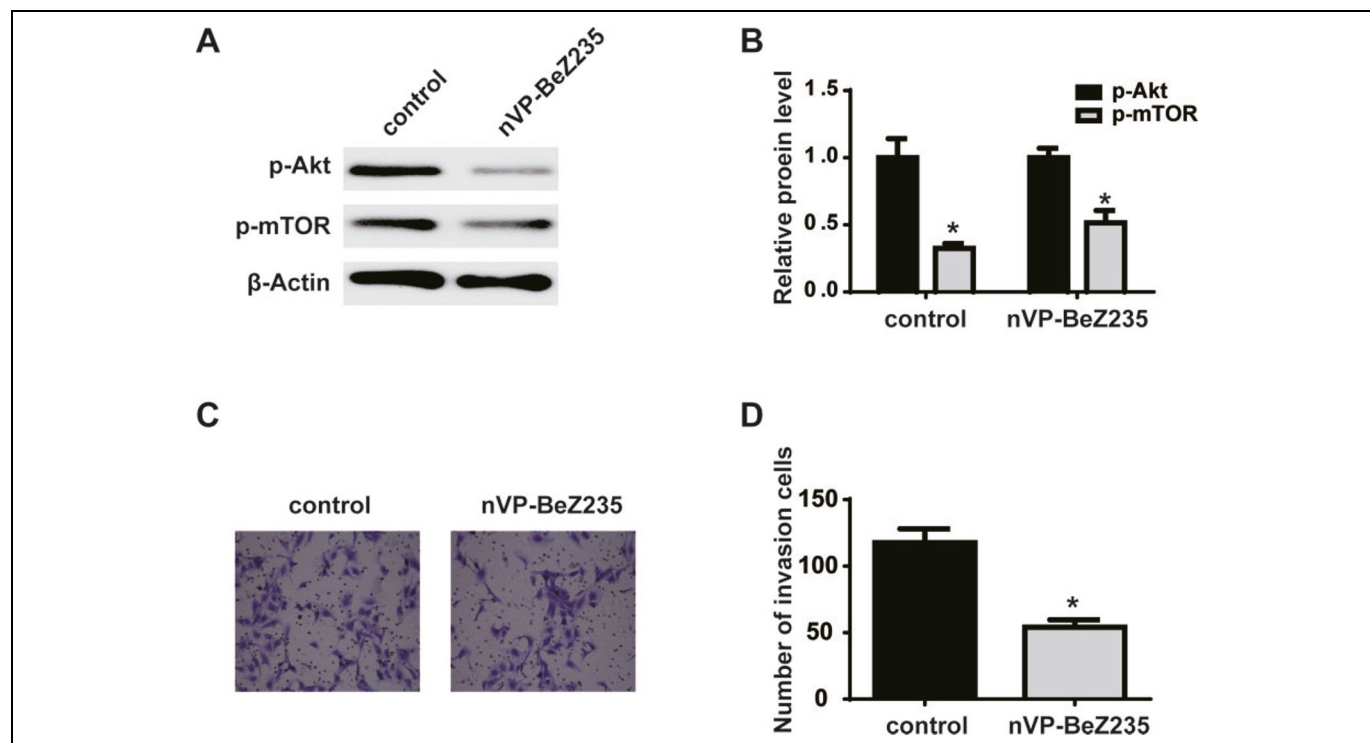 A
control
nVP-BeZ235
p-Akt
p-mTOR
β-Actin
B
Relative proein level
1.5
1.0
0.5
0.0
p-Akt
p-mTOR
*
*
control
nVP-BeZ235
C
control
nVP-BeZ235
D
Number of invasion cells
150
100
50
0
*
control
nVP-BeZ235